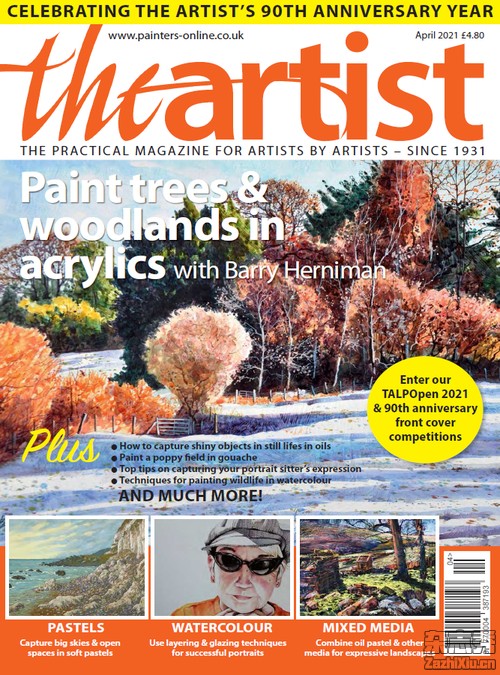 CELEBRATING THE ARTIST'S 90TH ANNIVERSARY YEAR
www.painters-online.co.uk
April 2021 £4.80
the artist
THE PRACTICAL MAGAZINE FOR ARTISTS BY ARTISTS – SINCE 1931
Paint trees &
woodlands in
acrylics with Barry Herniman
Enter our
TALPOpen 2021
& 90th anniversary
front cover
competitions
Plus
● How to capture shiny objects in still lifes in oils
● Paint a poppy field in gouache
● Top tips on capturing your portrait sitter's expression
● Techniques for painting wildlife in watercolour
AND MUCH MORE!
PASTELS
Capture big skies & open
spaces in soft pastels
WATERCOLOUR
Use layering & glazing techniques
for successful portraits
MIXED MEDIA
Combine oil pastel & other
media for expressive
04>
ZazhiXiu.cn